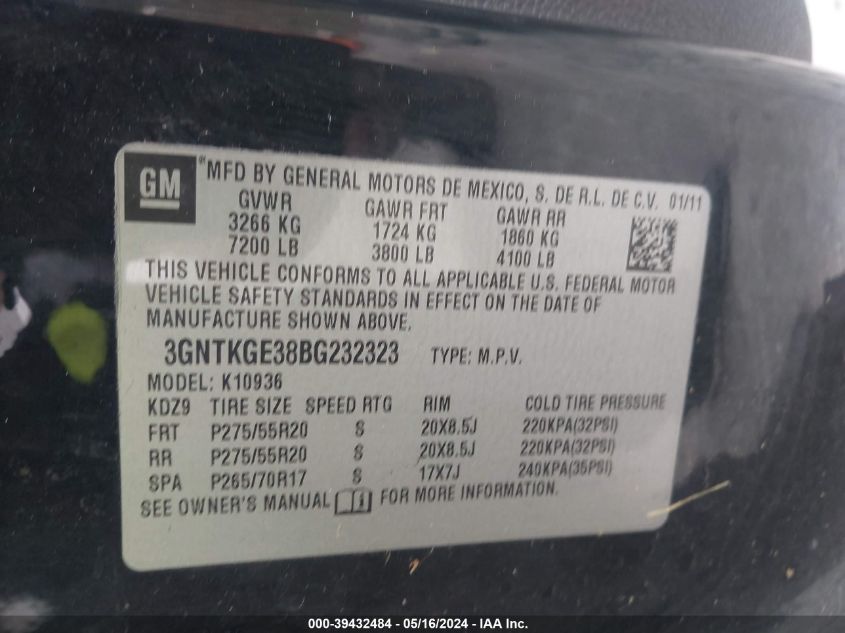 GM
"MFD BY GENERAL MOTORS DE MEXICO, S. DE R.L. DE C.V. 01/11
GVWR GAWR FRT GAWR RR
3266 KG 1724 KG 1860 KG
7200 LB 3800 LB 4100 LB
THIS VEHICLE CONFORMS TO ALL APPLICABLE U.S. FEDERAL MOTOR
VEHICLE SAFETY STANDARDS IN EFFECT ON THE DATE OF
MANUFACTURE SHOWN ABOVE.
3GNTKGE38BG232323 TYPE: M.P.V.
MODEL: K10936
KDZ9 TIRE SIZE SPEED RTG RIM COLD TIRE PRESSURE
FRT P275/55R20 S 20X8.5J 220KPA(32PSI)
RR P275/55R20 S 20X8.5J 220KPA(32PSI)
SPA P265/70R17 S 17X7J 240KPA(35PSI)
SEE OWNER'S MANUAL i FOR MORE INFORMATION.
000-39432484 - 05/16/2024 - IAA Inc.